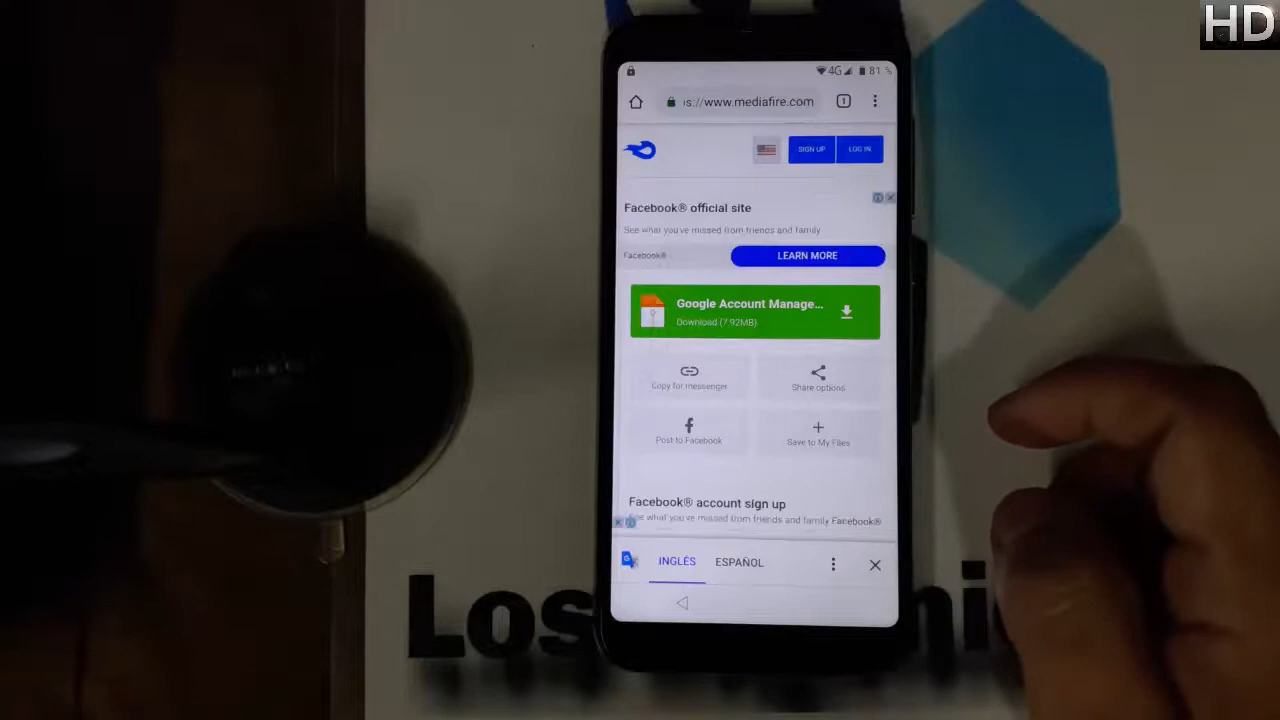 HD
4G 81 %
s://www.mediafire.com
1
SIGN UP LOG IN
Facebook® official site
See what you've missed from friends and family
Facebook®
LEARN MORE
Google Account Manage...
Download (7.92MB)
Copy for messenger
Share options
Post to Facebook
Save to My Files
Facebook® account sign up
See what you've missed from friends and family Facebook®
INGLÉS ESPAÑOL
Los ni